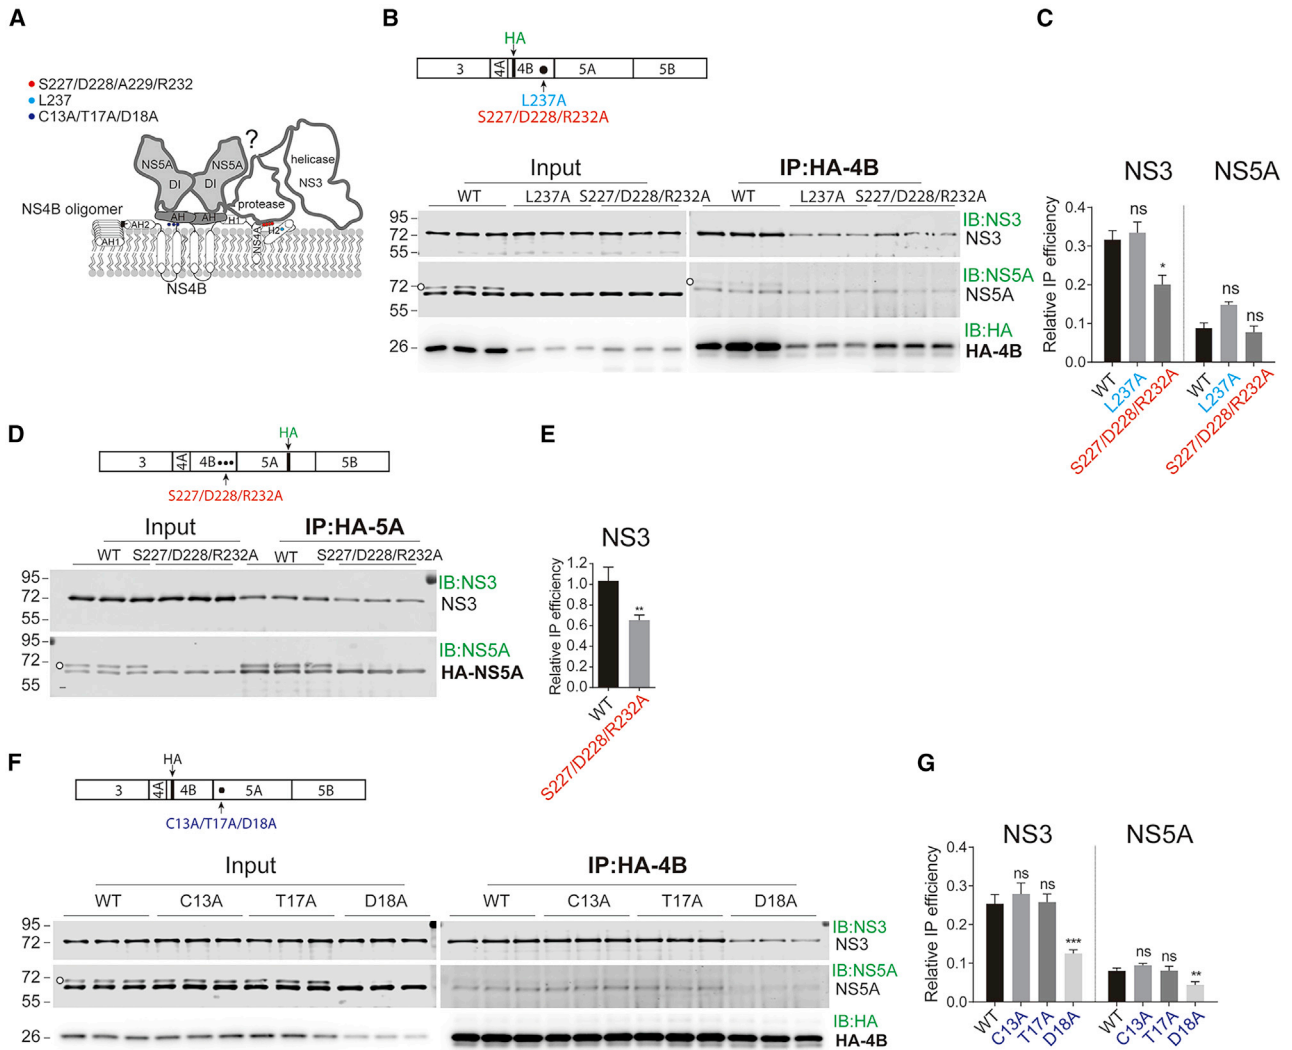 A
S227/D228/A229/R232
L237
C13A/T17A/D18A
?
NS5A
NS5A
helicase
DI
DI
NS3
protease
NS4B oligomer
AH2
AH
AH
H1
AH1
NS4A
H2
NS4B
B
HA
3
4A
4B
5A
5B
L237A
S227/D228/R232A
Input
IP:HA-4B
WT
L237A
S227/D228/R232A
WT
L237A
S227/D228/R232A
95
72
55
IB:NS3
NS3
72
55
IB:NS5A
NS5A
26
IB:HA
HA-4B
C
NS3
NS5A
Relative IP efficiency
0.4
0.3
0.1
0.0
ns
*
ns
ns
WT
L237A
S227/D228/R232A
WT
L237A
S227/D228/R232A
D
HA
3
4A
4B
5A
5B
S227/D228/R232A
Input
IP:HA-5A
WT
S227/D228/R232A
WT
S227/D228/R232A
95
72
55
IB:NS3
NS3
95
72
55
IB:NS5A
HA-NS5A
E
NS3
Relative IP efficiency
1.2
1.0
0.8
0.6
0.4
0.2
0.0
**
WT
S227/D228/R232A
F
HA
3
4A
4B
5A
5B
C13A/T17A/D18A
Input
IP:HA-4B
WT
C13A
T17A
D18A
WT
C13A
T17A
D18A
95
72
IB:NS3
NS3
72
55
IB:NS5A
NS5A
26
IB:HA
HA-4B
G
NS3
NS5A
Relative IP efficiency
0.4
0.3
0.2
0.1
0.0
ns
ns
***
ns
ns
**
WT
C13A
T17A
D18A
WT
C13A
T17A
D18A